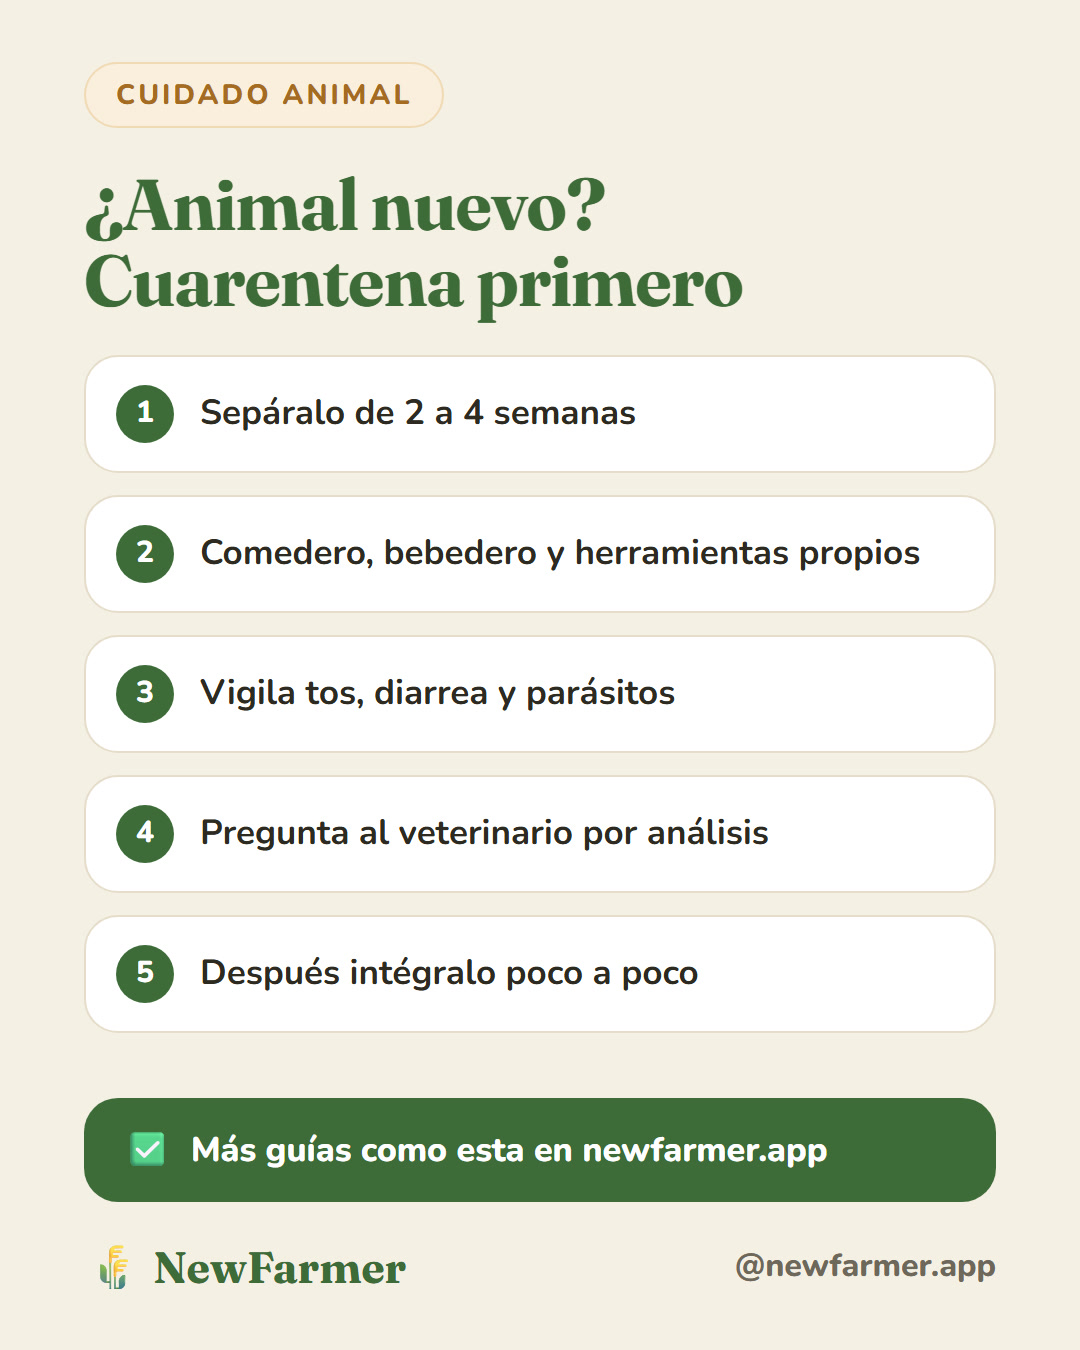 CUIDADO ANIMAL
¿Animal nuevo?
Cuarentena primero
1 Sepáralo de 2 a 4 semanas
2 Comedero, bebedero y herramientas propios
3 Vigila tos, diarrea y parásitos
4 Pregunta al veterinario por análisis
5 Después intégralo poco a poco
✅ Más guías como esta en newfarmer.app
NewFarmer
@newfarmer.app